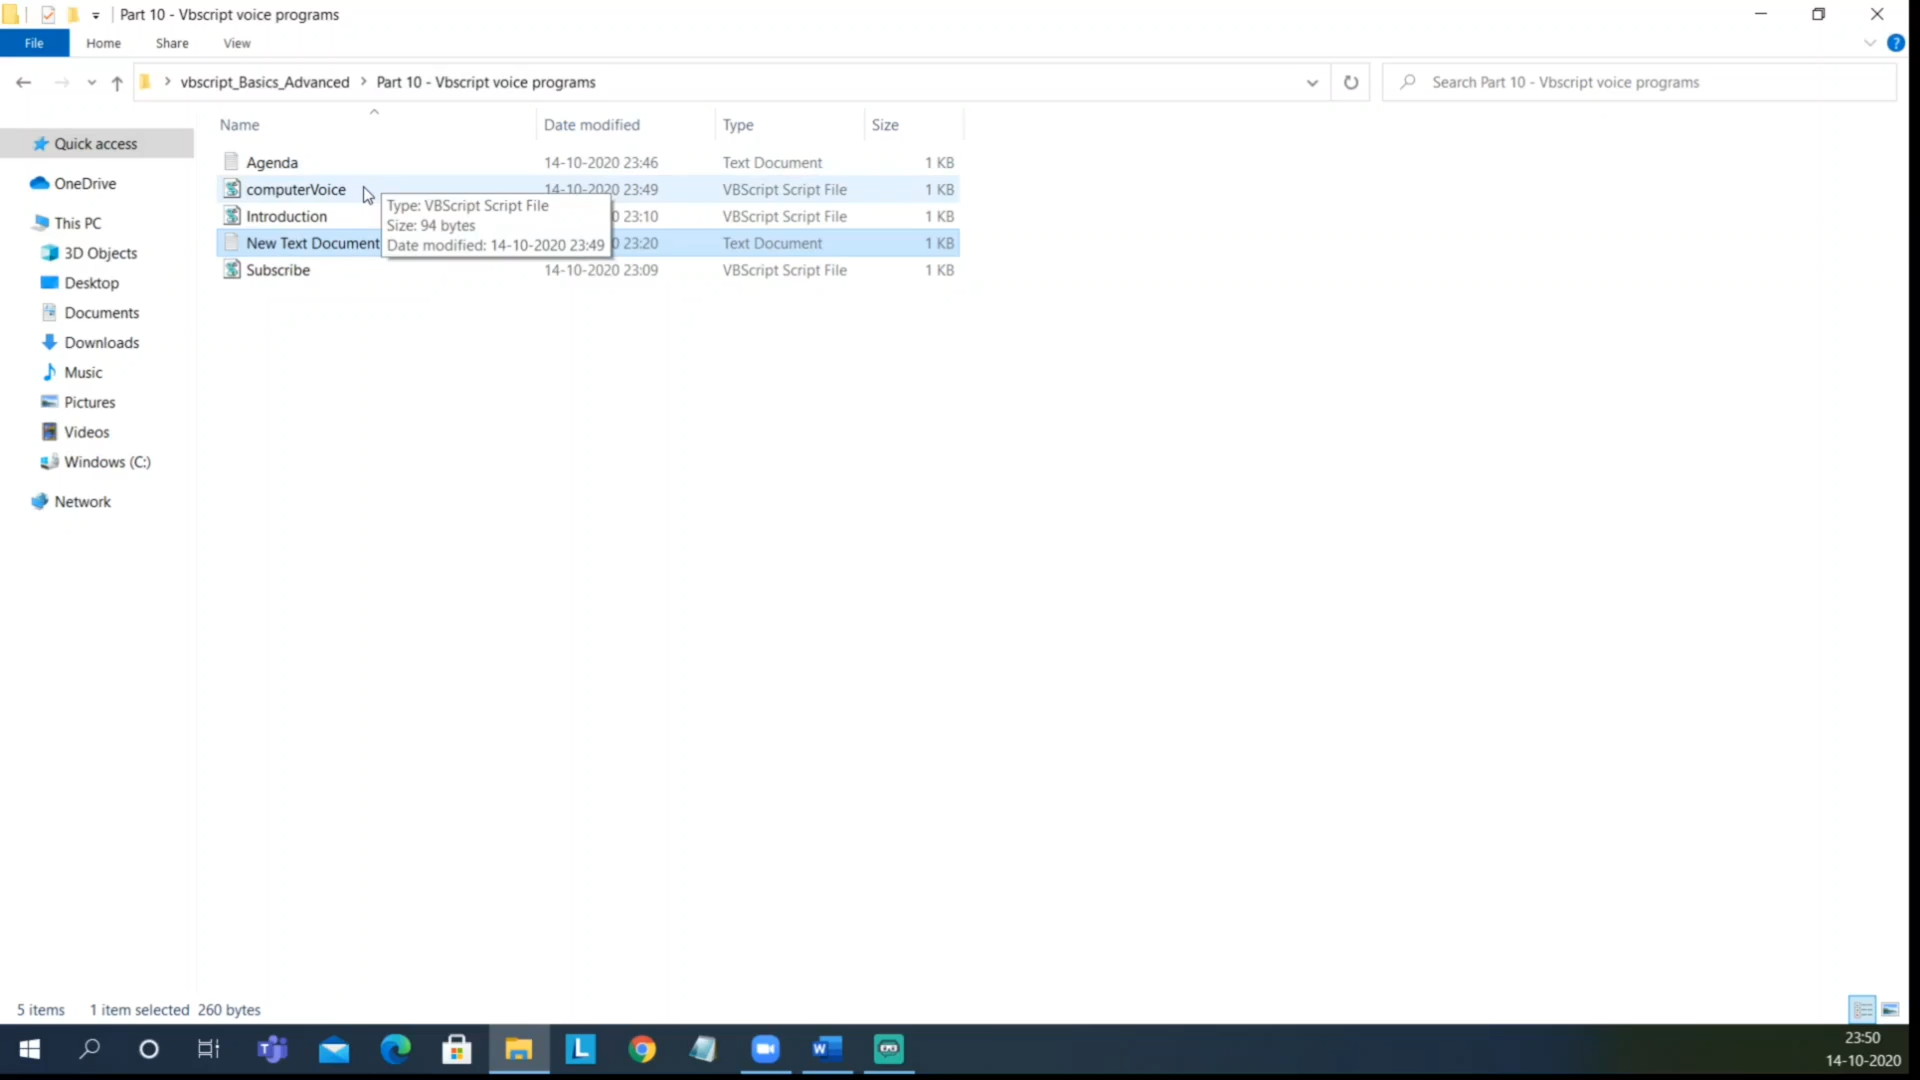 Part 10 - Vbscript voice programs
File Home Share View
vbscript_Basics_Advanced Part 10 - Vbscript voice programs
Search Part 10 - Vbscript voice programs
Name Date modified Type Size
Quick access
OneDrive
This PC
3D Objects
Desktop
Documents
Downloads
Music
Pictures
Videos
Windows (C:)
Network
Agenda 14-10-2020 23:46 Text Document 1 KB
computerVoice 14-10-2020 23:49 VBScript Script File 1 KB
Introduction 0 23:10 VBScript Script File 1 KB
New Text Document 0 23:20 Text Document 1 KB
Subscribe 14-10-2020 23:09 VBScript Script File 1 KB
Type: VBScript Script File
Size: 94 bytes
Date modified: 14-10-2020 23:49
5 items 1 item selected 260 bytes
23:50
14-10-2020